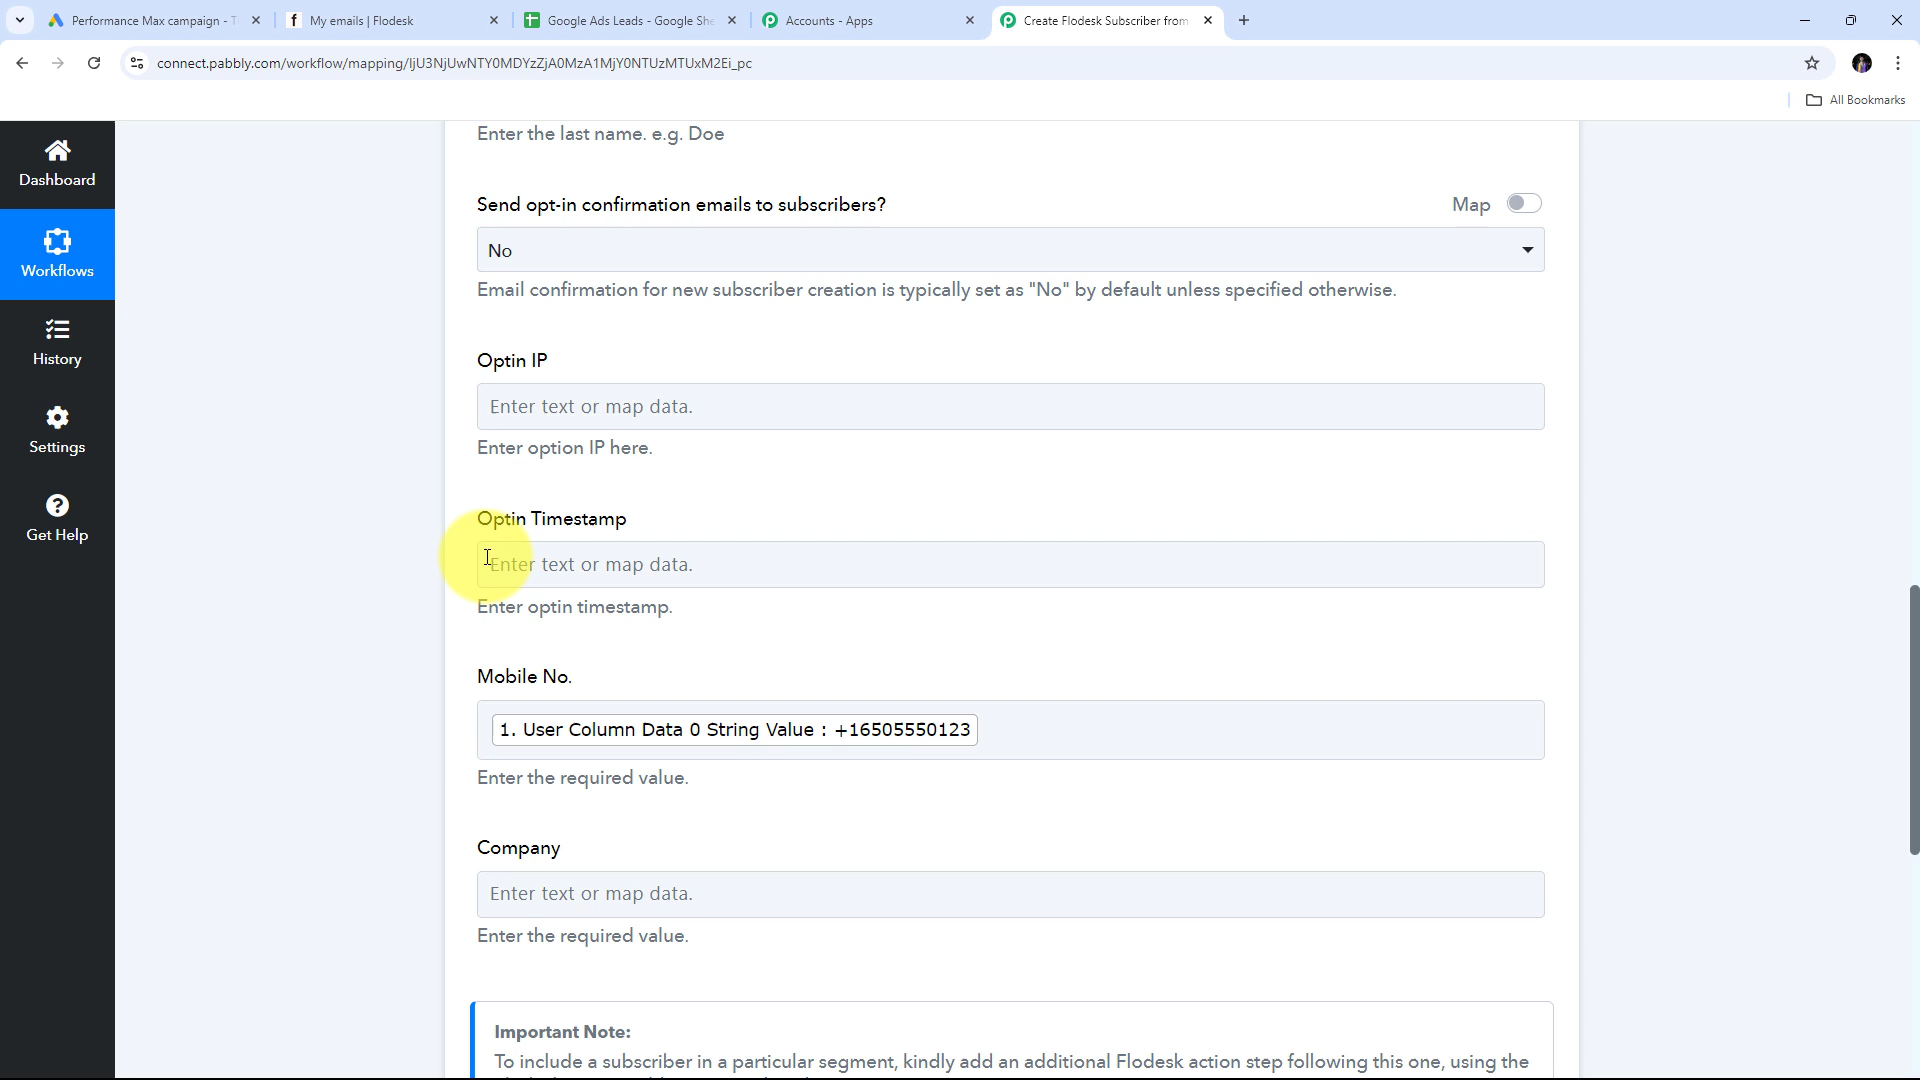 Performance Max campaign - T
My emails | Flodesk
Google Ads Leads - Google She
Accounts - Apps
Create Flodesk Subscriber from
connect.pabbly.com/workflow/mapping/IjU3NjUwNTY0MDYzZjA0MzA1MjY0NTUzMTUxM2Ei_pc
All Bookmarks
Dashboard
Workflows
History
Settings
Get Help
Enter the last name. e.g. Doe
Send opt-in confirmation emails to subscribers?
Map
No
Email confirmation for new subscriber creation is typically set as "No" by default unless specified otherwise.
Optin IP
Enter text or map data.
Enter option IP here.
Optin Timestamp
Enter text or map data.
Enter optin timestamp.
Mobile No.
1. User Column Data 0 String Value : +16505550123
Enter the required value.
Company
Enter text or map data.
Enter the required value.
Important Note:
To include a subscriber in a particular segment, kindly add an additional Flodesk action step following this one, using the